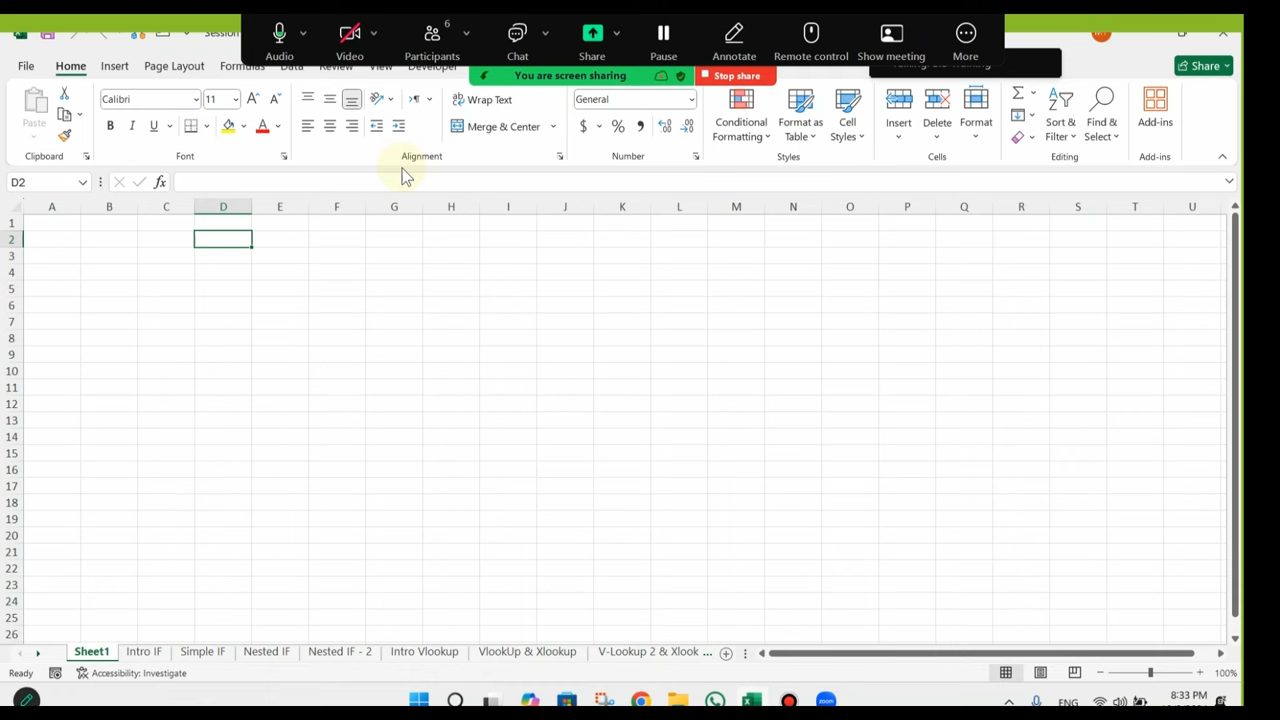 Session
6
Audio
Video
Participants
Chat
Share
Pause
Annotate
Remote control
Show meeting
More
You are screen sharing
Stop share
File
Home
Insert
Page Layout
Formulas
Data
Review
View
Developer
Share
Paste
Calibri
11
Wrap Text
General
Merge & Center
Conditional Formatting
Format as Table
Cell Styles
Insert
Delete
Format
Sort & Filter
Find & Select
Add-ins
Clipboard
Font
Alignment
Number
Styles
Cells
Editing
Add-ins
D2
fx
A B C D E F G H I J K L M N O P Q R S T U
1
2
3
4
5
6
7
8
9
10
11
12
13
14
15
16
17
18
19
20
21
22
23
24
25
26
Sheet1 Intro IF Simple IF Nested IF Nested IF - 2 Intro Vlookup VlookUp & Xlookup V-Lookup 2 & Xlook ...
Ready
Accessibility: Investigate
100%
ENG
8:33 PM